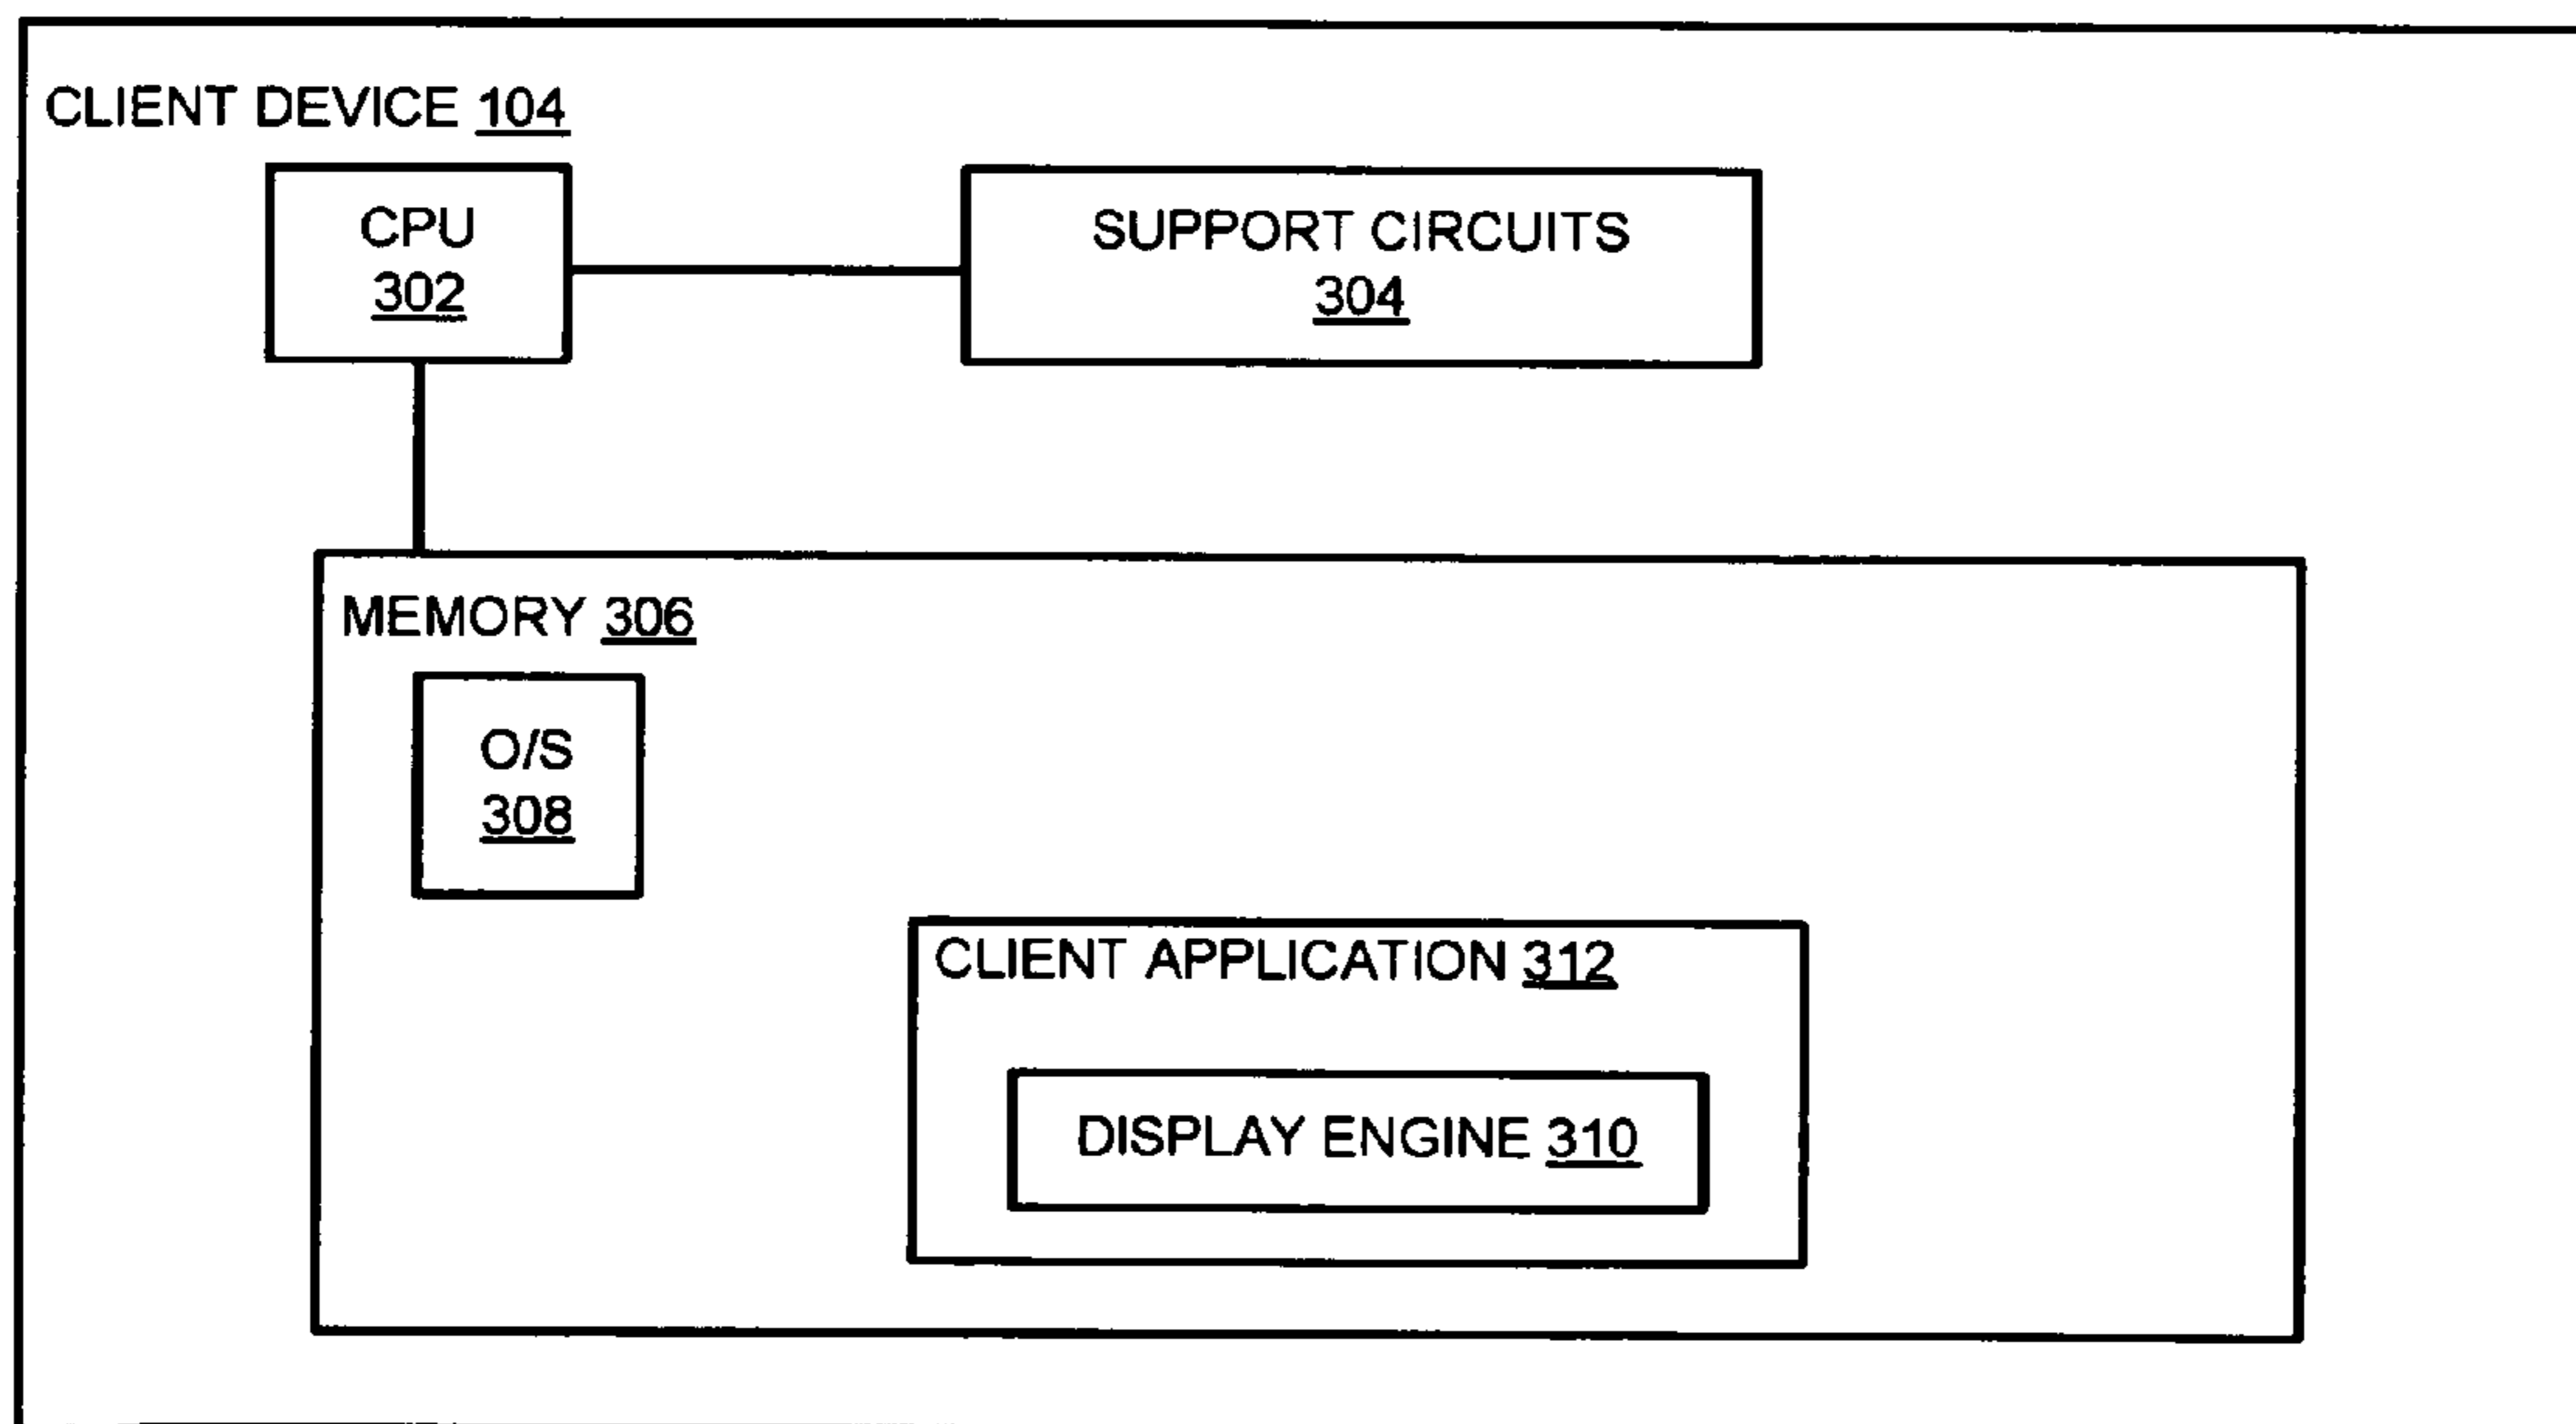 CLIENT DEVICE 104
CPU
302
SUPPORT CIRCUITS
304
MEMORY 306
O/S
308
CLIENT APPLICATION 312
DISPLAY ENGINE 310